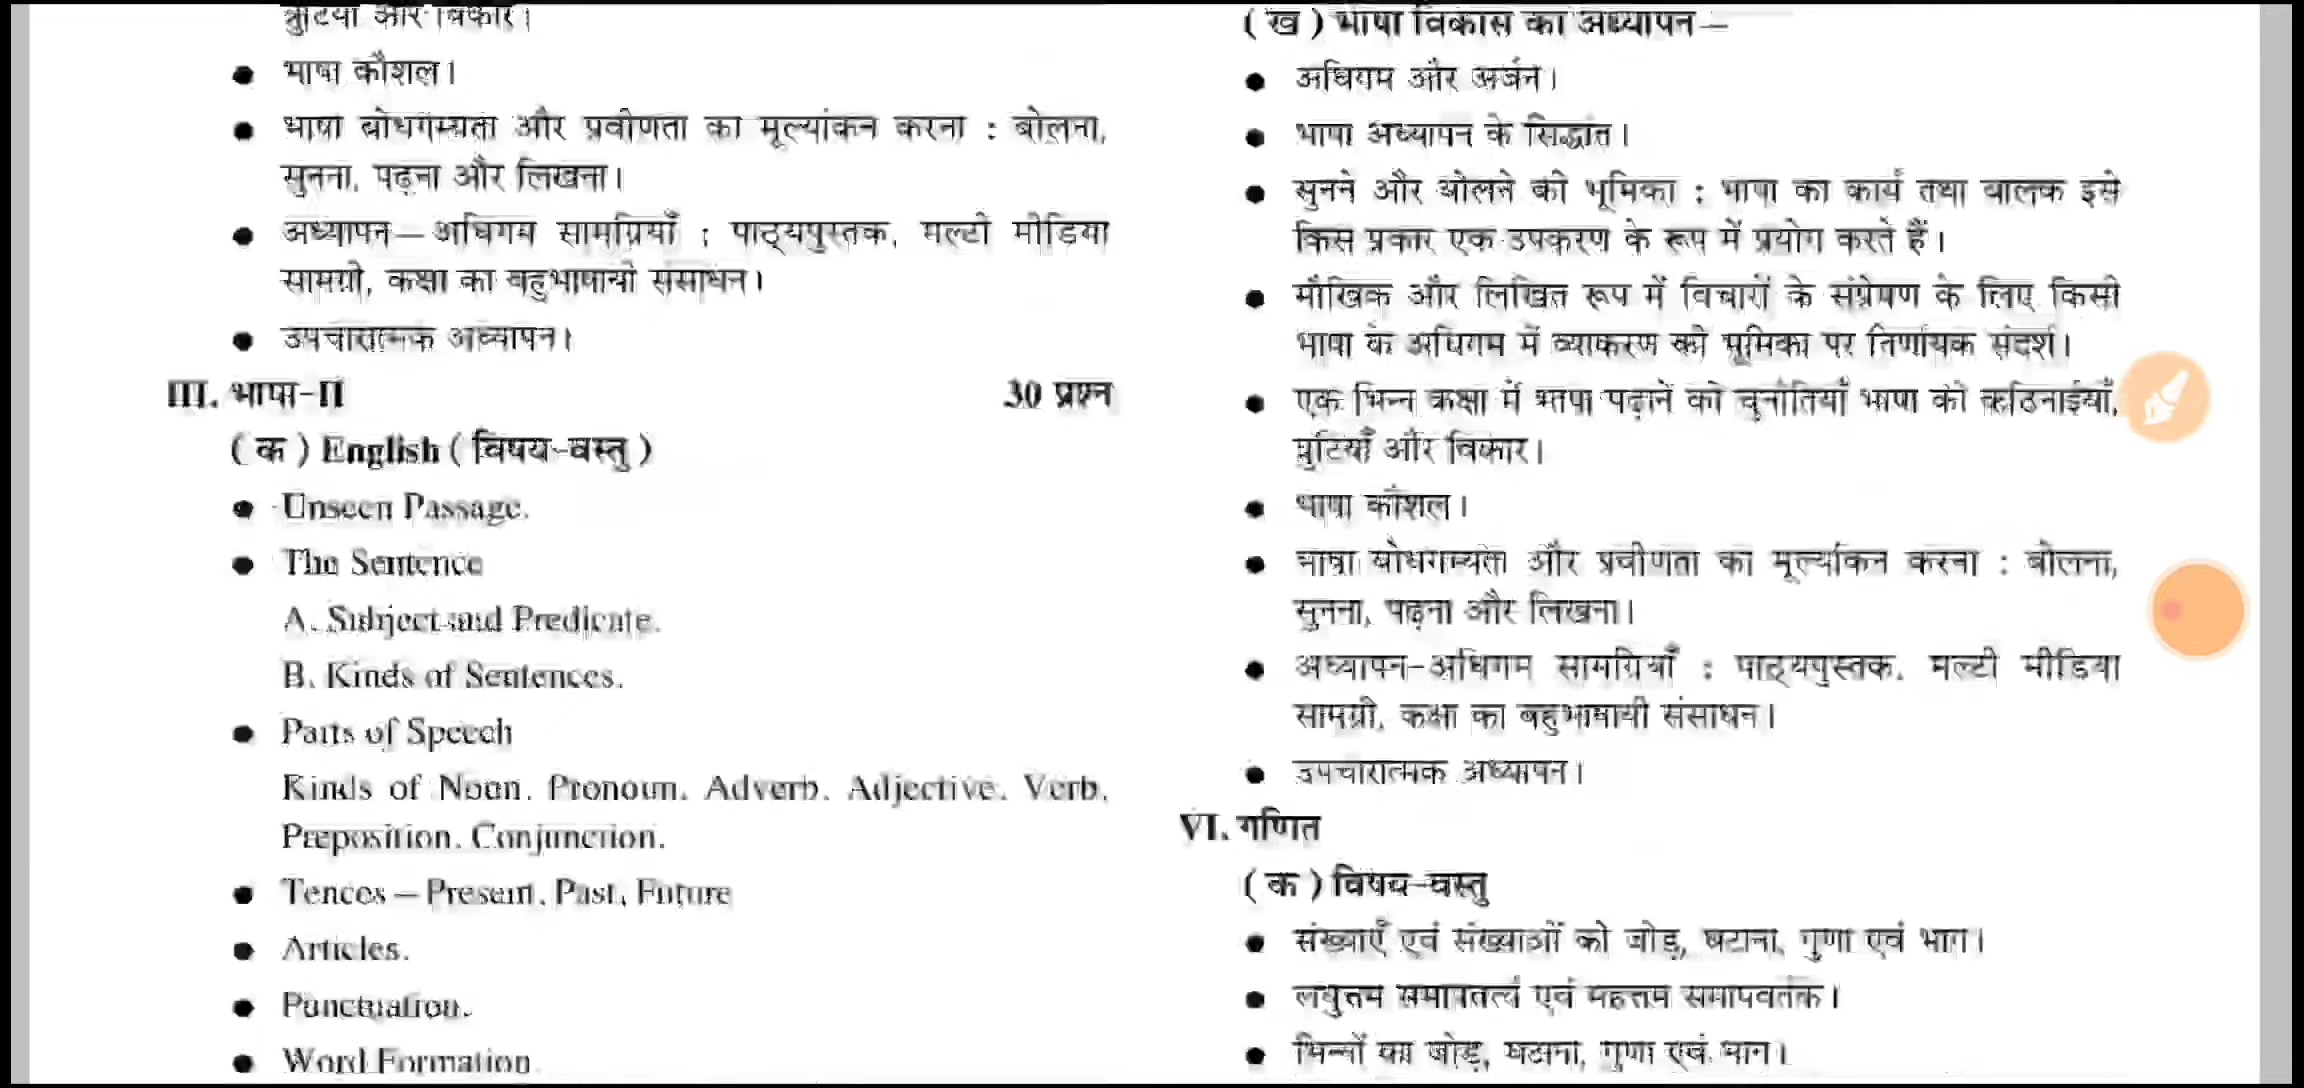 त्रुटियाँ और विकार।
● भाषा कौशल।
● भाषा बोधगम्यता और प्रवीणता का मूल्यांकन करना : बोलना,
सुनना, पढ़ना और लिखना।
● अध्यापन—अधिगम सामग्रियाँ : पाठ्यपुस्तक, मल्टी मीडिया
सामग्री, कक्षा का बहुभाषायी संसाधन।
● उपचारात्मक अध्यापन।
III. भाषा-II 30 प्रश्न
( क ) English ( विषय-वस्तु )
● Unseen Passage.
● The Sentence
A. Subject and Predicate.
B. Kinds of Sentences.
● Parts of Speech
Kinds of Noun, Pronoun, Adverb, Adjective, Verb,
Preposition, Conjunction.
● Tences – Present, Past, Future
● Articles.
● Punctuation.
● Word Formation
( ख ) भाषा विकास का अध्यापन—
● अधिगम और अर्जन।
● भाषा अध्यापन के सिद्धांत।
● सुनने और बोलने की भूमिका : भाषा का कार्य तथा बालक इसे
किस प्रकार एक उपकरण के रूप में प्रयोग करते हैं।
● मौखिक और लिखित रूप में विचारों के संप्रेषण के लिए किसी
भाषा के अधिगम में व्याकरण की भूमिका पर निर्णायक संदर्श।
● एक भिन्न कक्षा में भाषा पढ़ाने की चुनौतियाँ भाषा की कठिनाईयाँ,
त्रुटियाँ और विकार।
● भाषा कौशल।
● भाषा बोधगम्यता और प्रवीणता का मूल्यांकन करना : बोलना,
सुनना, पढ़ना और लिखना।
● अध्यापन-अधिगम सामग्रियाँ : पाठ्यपुस्तक, मल्टी मीडिया
सामग्री, कक्षा का बहुभाषायी संसाधन।
● उपचारात्मक अध्यापन।
VI. गणित
( क ) विषय-वस्तु
● संख्याएँ एवं संख्याओं को जोड़, घटाना, गुणा एवं भाग।
● लघुत्तम समापवर्त्य एवं महत्तम समापवर्तक।
● भिन्नों का जोड़, घटाना, गुणा एवं भाग।